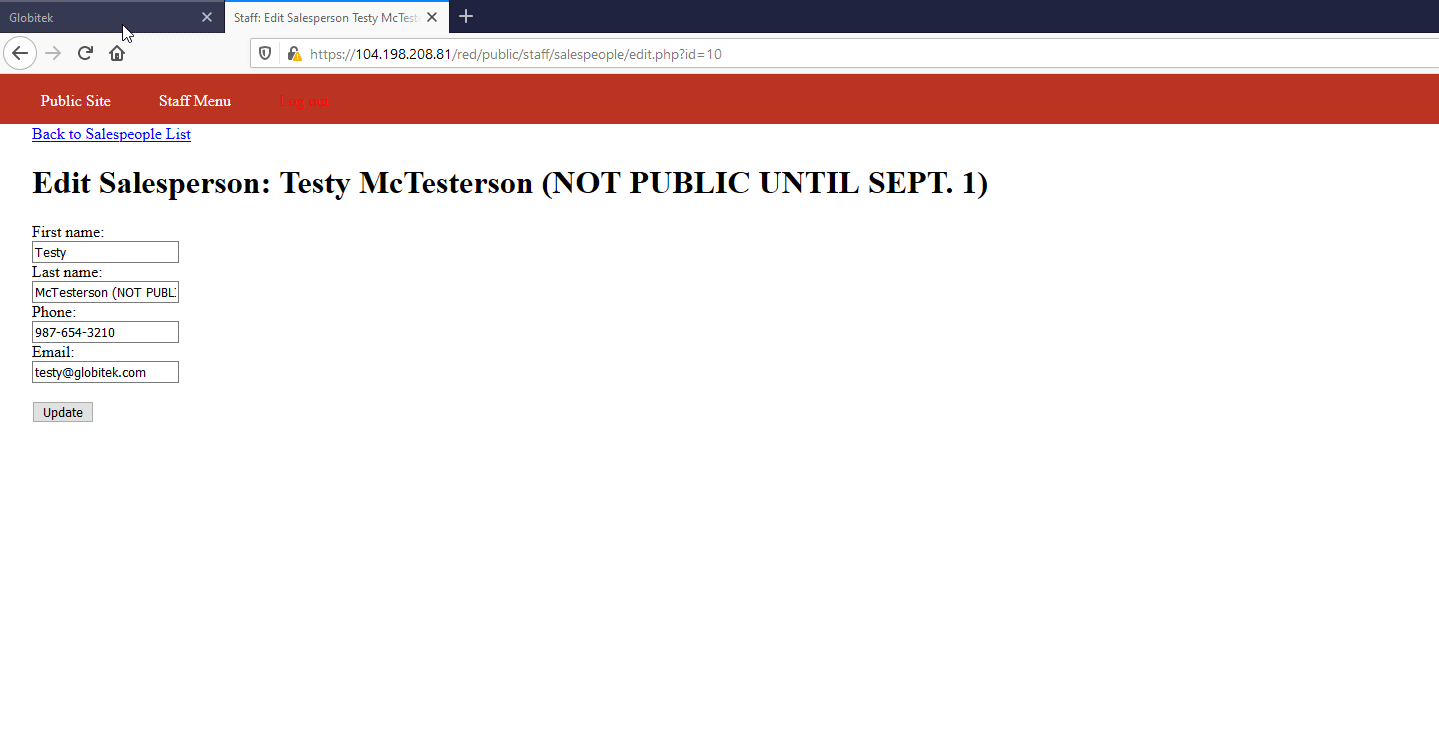 Globitek
Staff: Edit Salesperson Testy McTest
https://104.198.208.81/red/public/staff/salespeople/edit.php?id=10
Public Site Staff Menu Log out
Back to Salespeople List
Edit Salesperson: Testy McTesterson (NOT PUBLIC UNTIL SEPT. 1)
First name:
Testy
Last name:
McTesterson (NOT PUBL
Phone:
987-654-3210
Email:
testy@globitek.com
Update